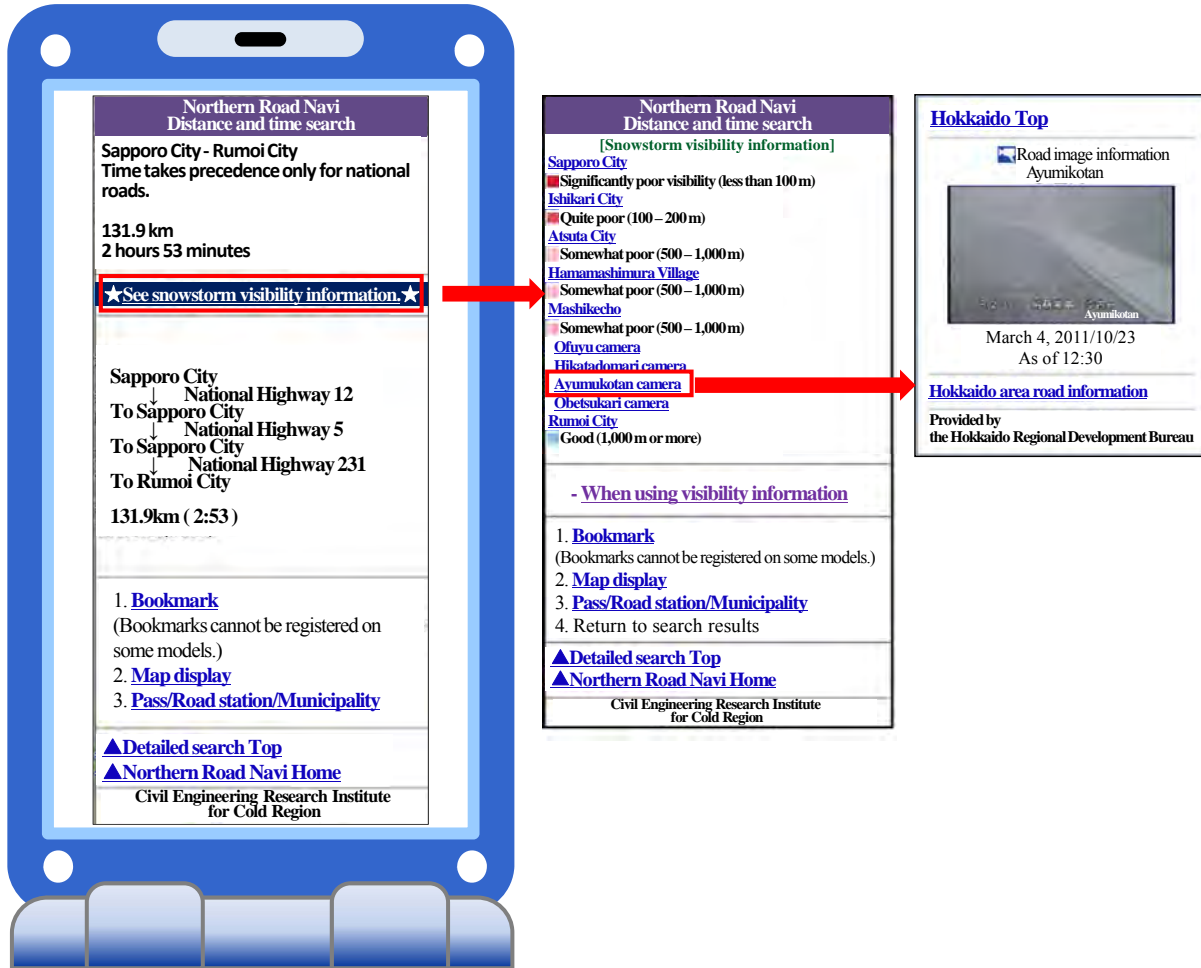 Northern Road Navi
Distance and time search
Sapporo City - Rumoi City
Time takes precedence only for national
roads.
131.9 km
2 hours 53 minutes
★See snowstorm visibility information.★
Sapporo City
↓ National Highway 12
To Sapporo City
↓ National Highway 5
To Sapporo City
↓ National Highway 231
To Rumoi City
131.9km ( 2:53 )
1. Bookmark
(Bookmarks cannot be registered on
some models.)
2. Map display
3. Pass/Road station/Municipality
▲Detailed search Top
▲Northern Road Navi Home
Civil Engineering Research Institute
for Cold Region
Northern Road Navi
Distance and time search
[Snowstorm visibility information]
Sapporo City
Significantly poor visibility (less than 100 m)
Ishikari City
Quite poor (100 – 200 m)
Atsuta City
Somewhat poor (500 – 1,000 m)
Hamamashimura Village
Somewhat poor (500 – 1,000 m)
Mashikecho
Somewhat poor (500 – 1,000 m)
Ofuyu camera
Hikatadomari camera
Ayumukotan camera
Obetsukari camera
Rumoi City
Good (1,000 m or more)
- When using visibility information
1. Bookmark
(Bookmarks cannot be registered on some models.)
2. Map display
3. Pass/Road station/Municipality
4. Return to search results
▲Detailed search Top
▲Northern Road Navi Home
Civil Engineering Research Institute
for Cold Region
Hokkaido Top
Road image information
Ayumikotan
Ayumikotan
March 4, 2011/10/23
As of 12:30
Hokkaido area road information
Provided by
the Hokkaido Regional Development Bureau